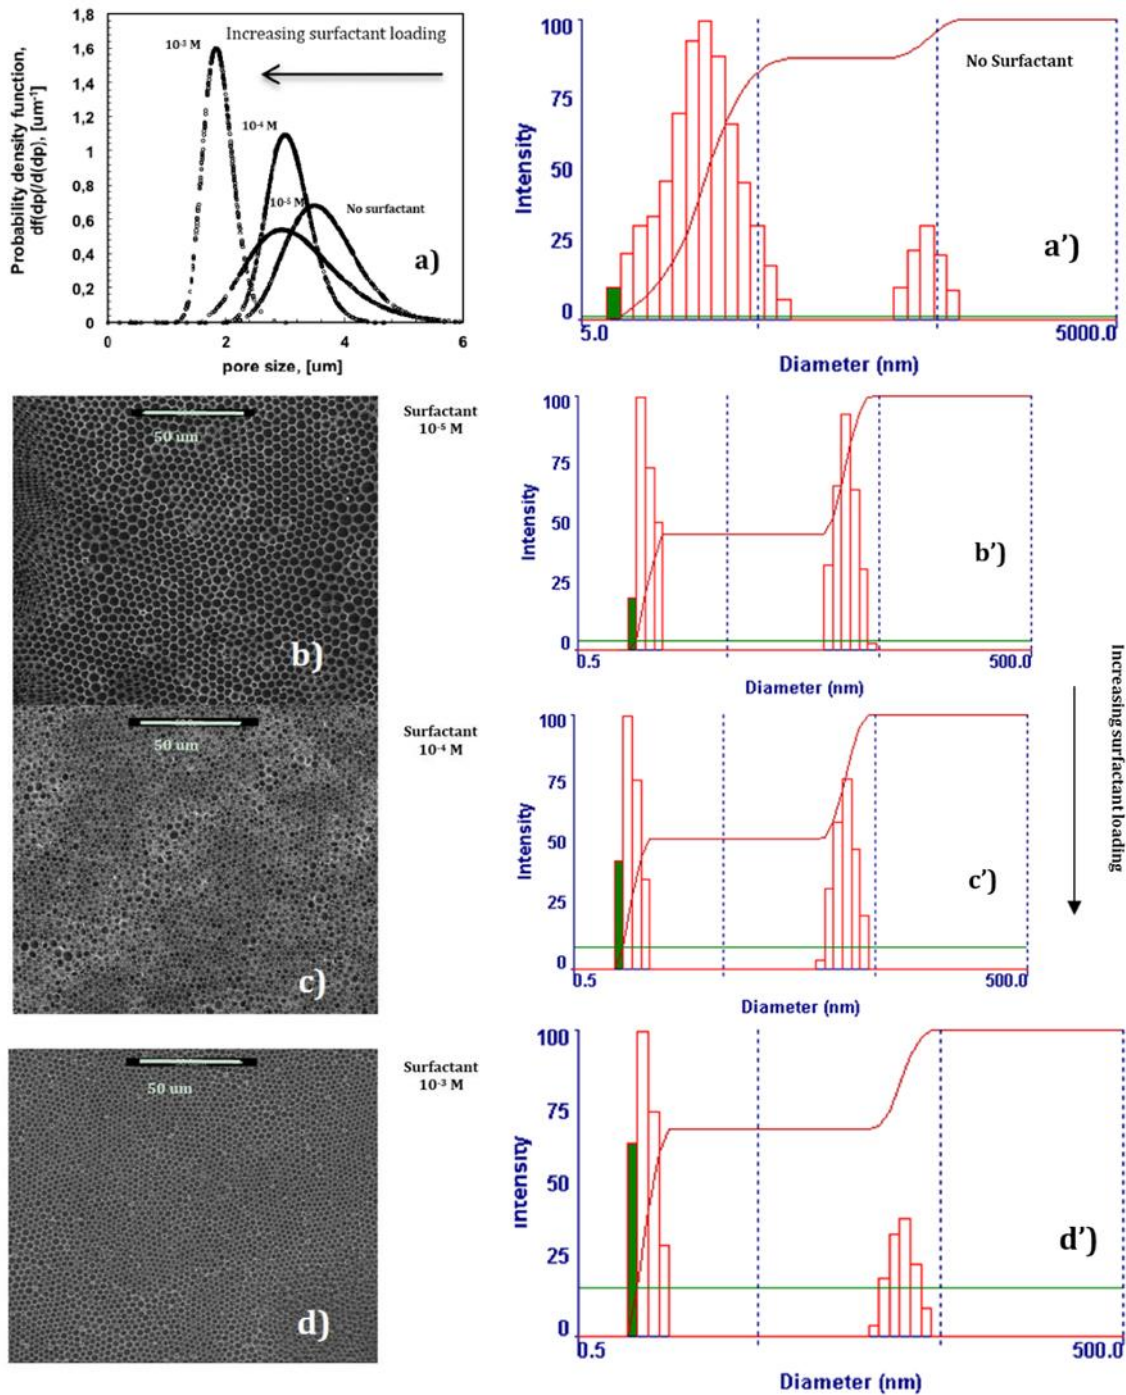 Probability density function,
df(dp(/d(dp), [um-1]
1,8
1,6
1,4
1,2
1
0,8
0,6
0,4
0,2
0
10-3 M
Increasing surfactant loading
10-4 M
10-5 M
No surfactant
a)
0
2
4
6
pore size, [um]
Intensity
100
75
50
25
0
No Surfactant
a')
5.0
5000.0
Diameter (nm)
50 um
b)
Surfactant
10-5 M
Intensity
100
75
50
25
0
b')
0.5
500.0
Diameter (nm)
50 um
c)
Surfactant
10-4 M
Intensity
100
75
50
25
0
c')
0.5
500.0
Diameter (nm)
Increasing surfactant loading
50 um
d)
Surfactant
10-3 M
Intensity
100
75
50
25
0
d')
0.5
500.0
Diameter (nm)